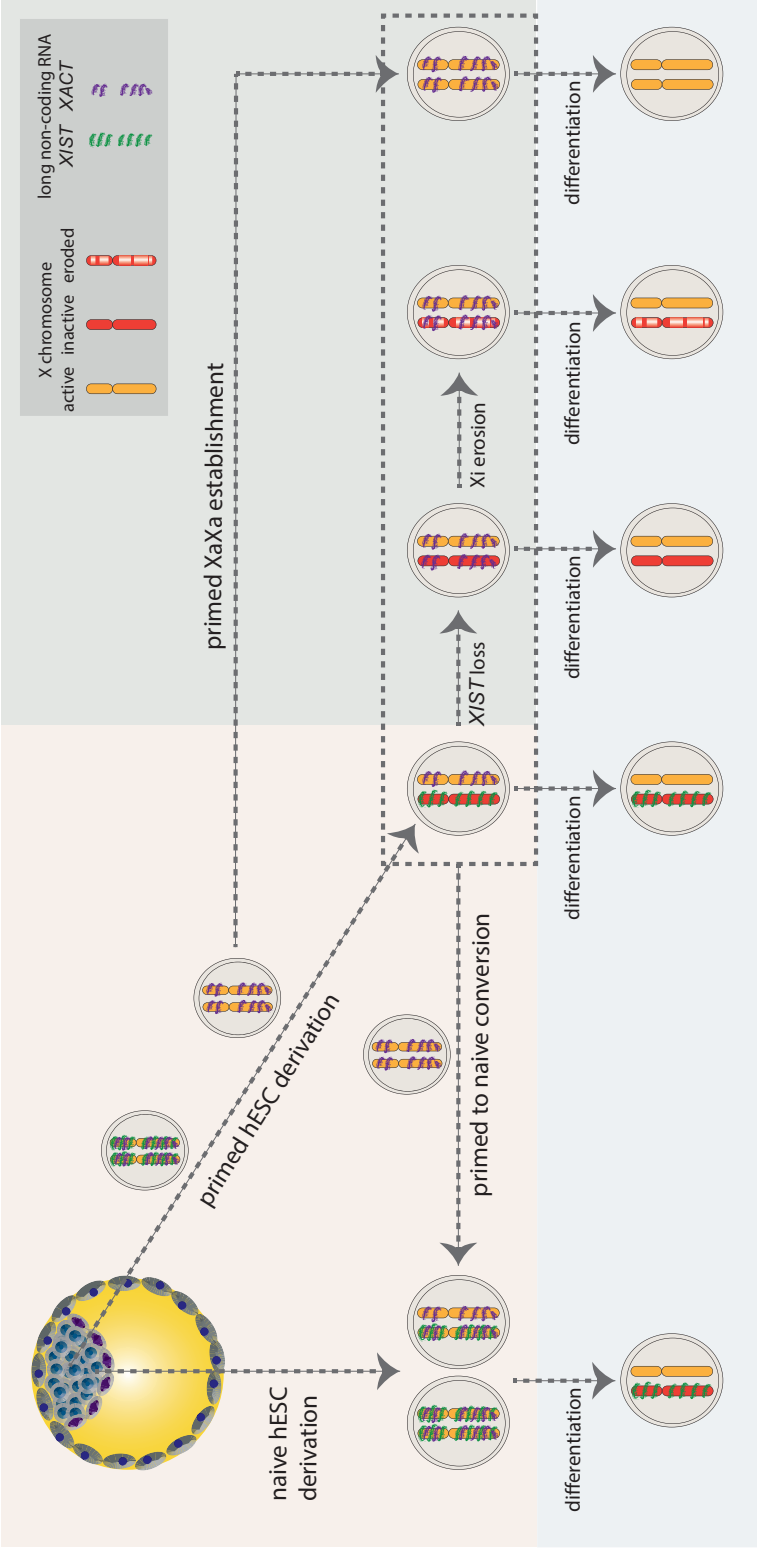 X chromosome
active inactive eroded
long non-coding RNA
XIST XACT
primed XaXa establishment
primed hESC derivation
naive hESC
derivation
primed to naive conversion
XIST loss
Xi erosion
differentiation
differentiation
differentiation
differentiation
differentiation